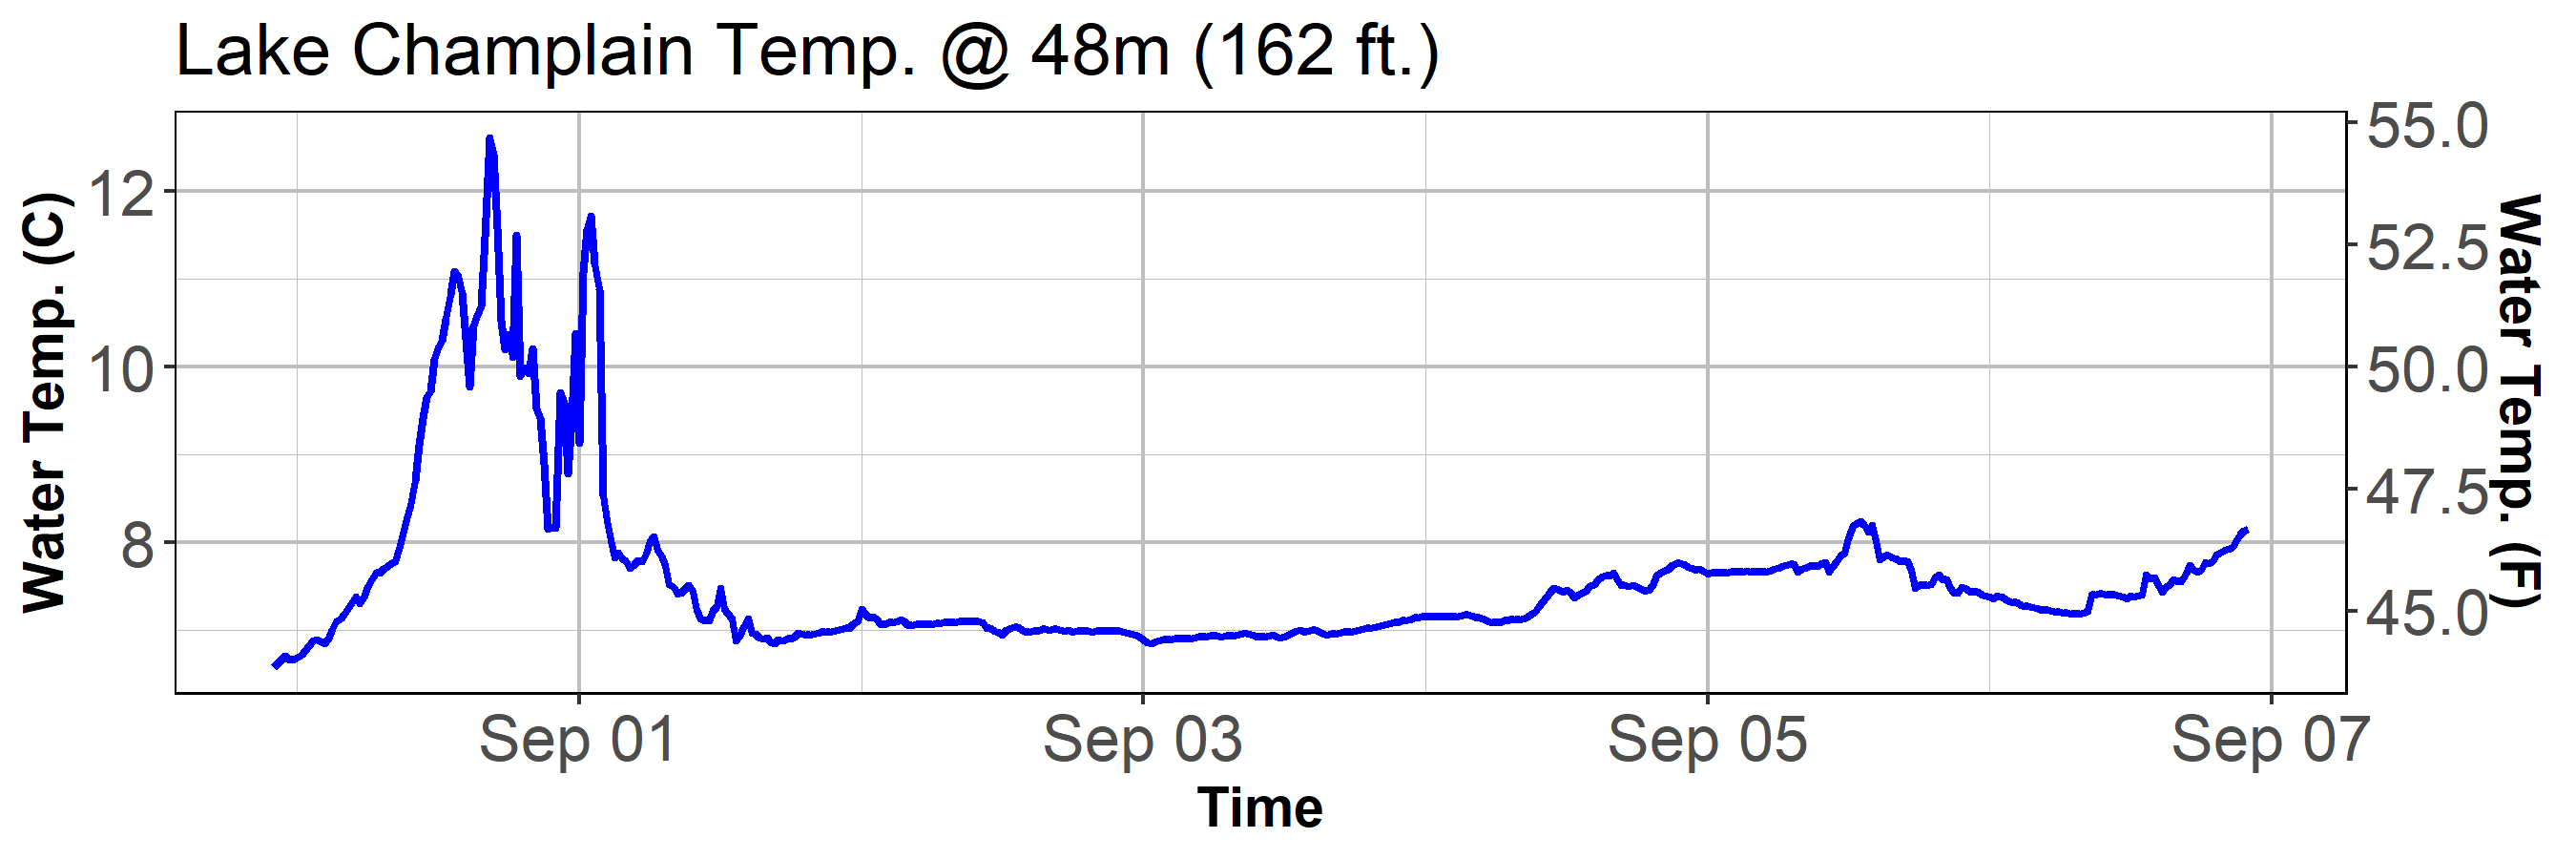 Lake Champlain Temp. @ 48m (162 ft.)
Water Temp. (C)
12
10
8
55.0
52.5
50.0
47.5
45.0
Water Temp. (F)
Sep 01
Sep 03
Sep 05
Sep 07
Time